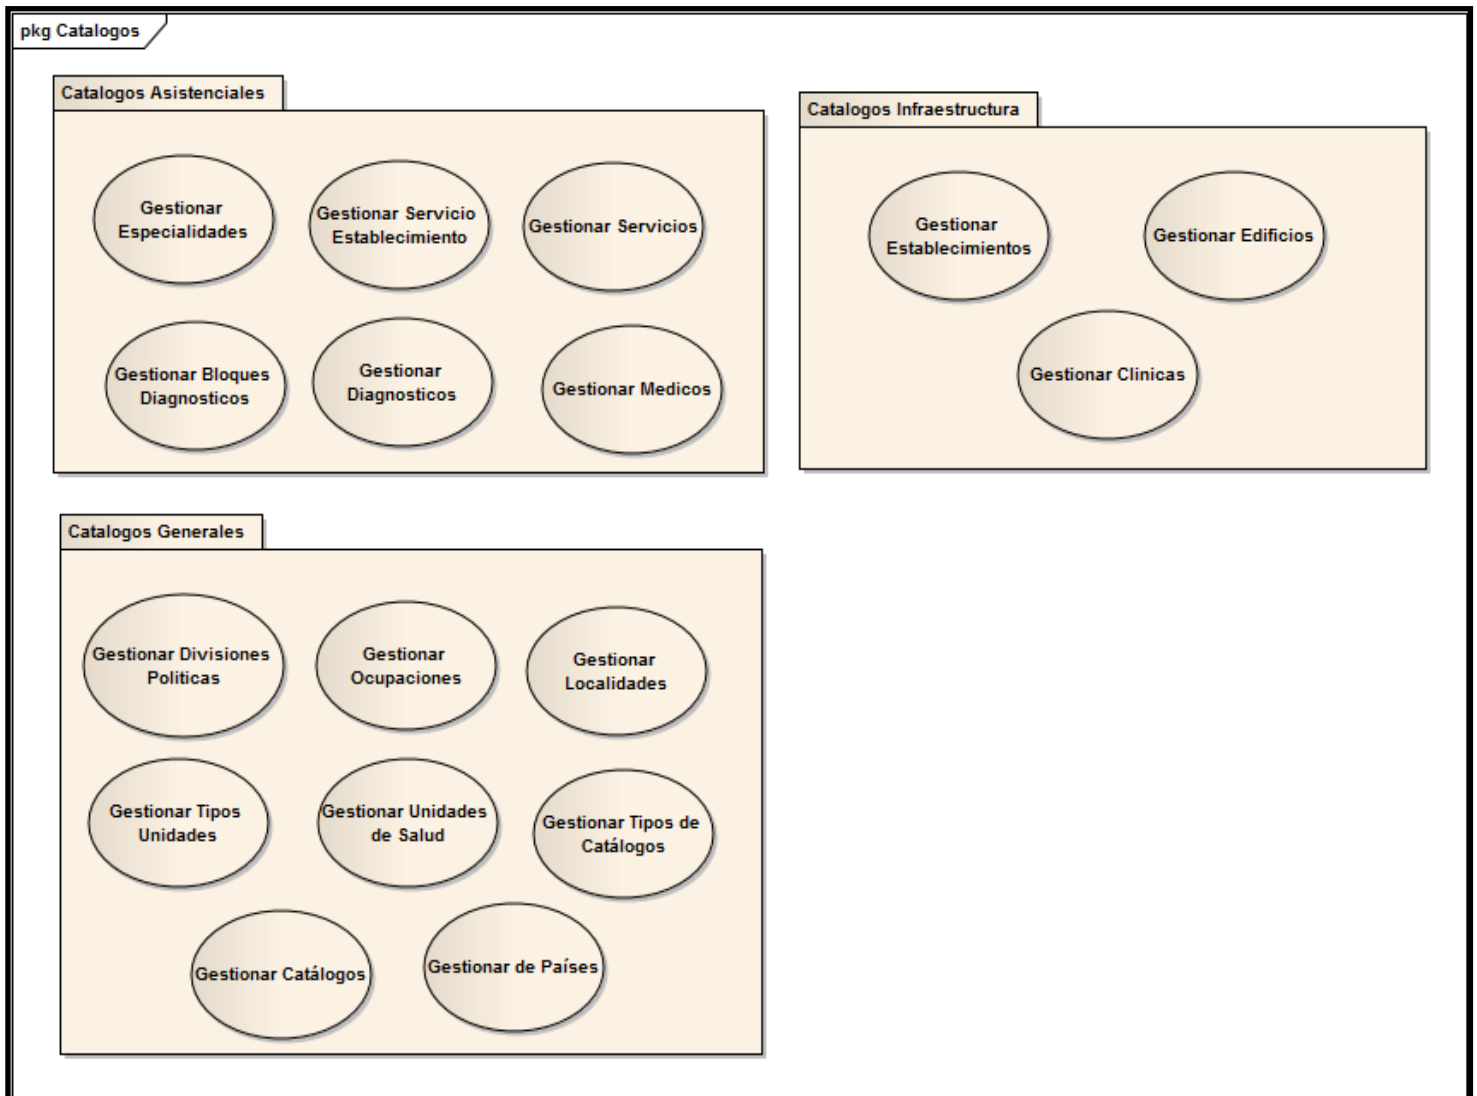 pkg Catalogos
Catalogos Asistenciales
Gestionar
Especialidades
Gestionar Servicio
Establecimiento
Gestionar Servicios
Gestionar Bloques
Diagnosticos
Gestionar
Diagnosticos
Gestionar Medicos
Catalogos Infraestructura
Gestionar
Establecimientos
Gestionar Edificios
Gestionar Clinicas
Catalogos Generales
Gestionar Divisiones
Politicas
Gestionar
Ocupaciones
Gestionar
Localidades
Gestionar Tipos
Unidades
Gestionar Unidades
de Salud
Gestionar Tipos de
Catálogos
Gestionar Catálogos
Gestionar de Países